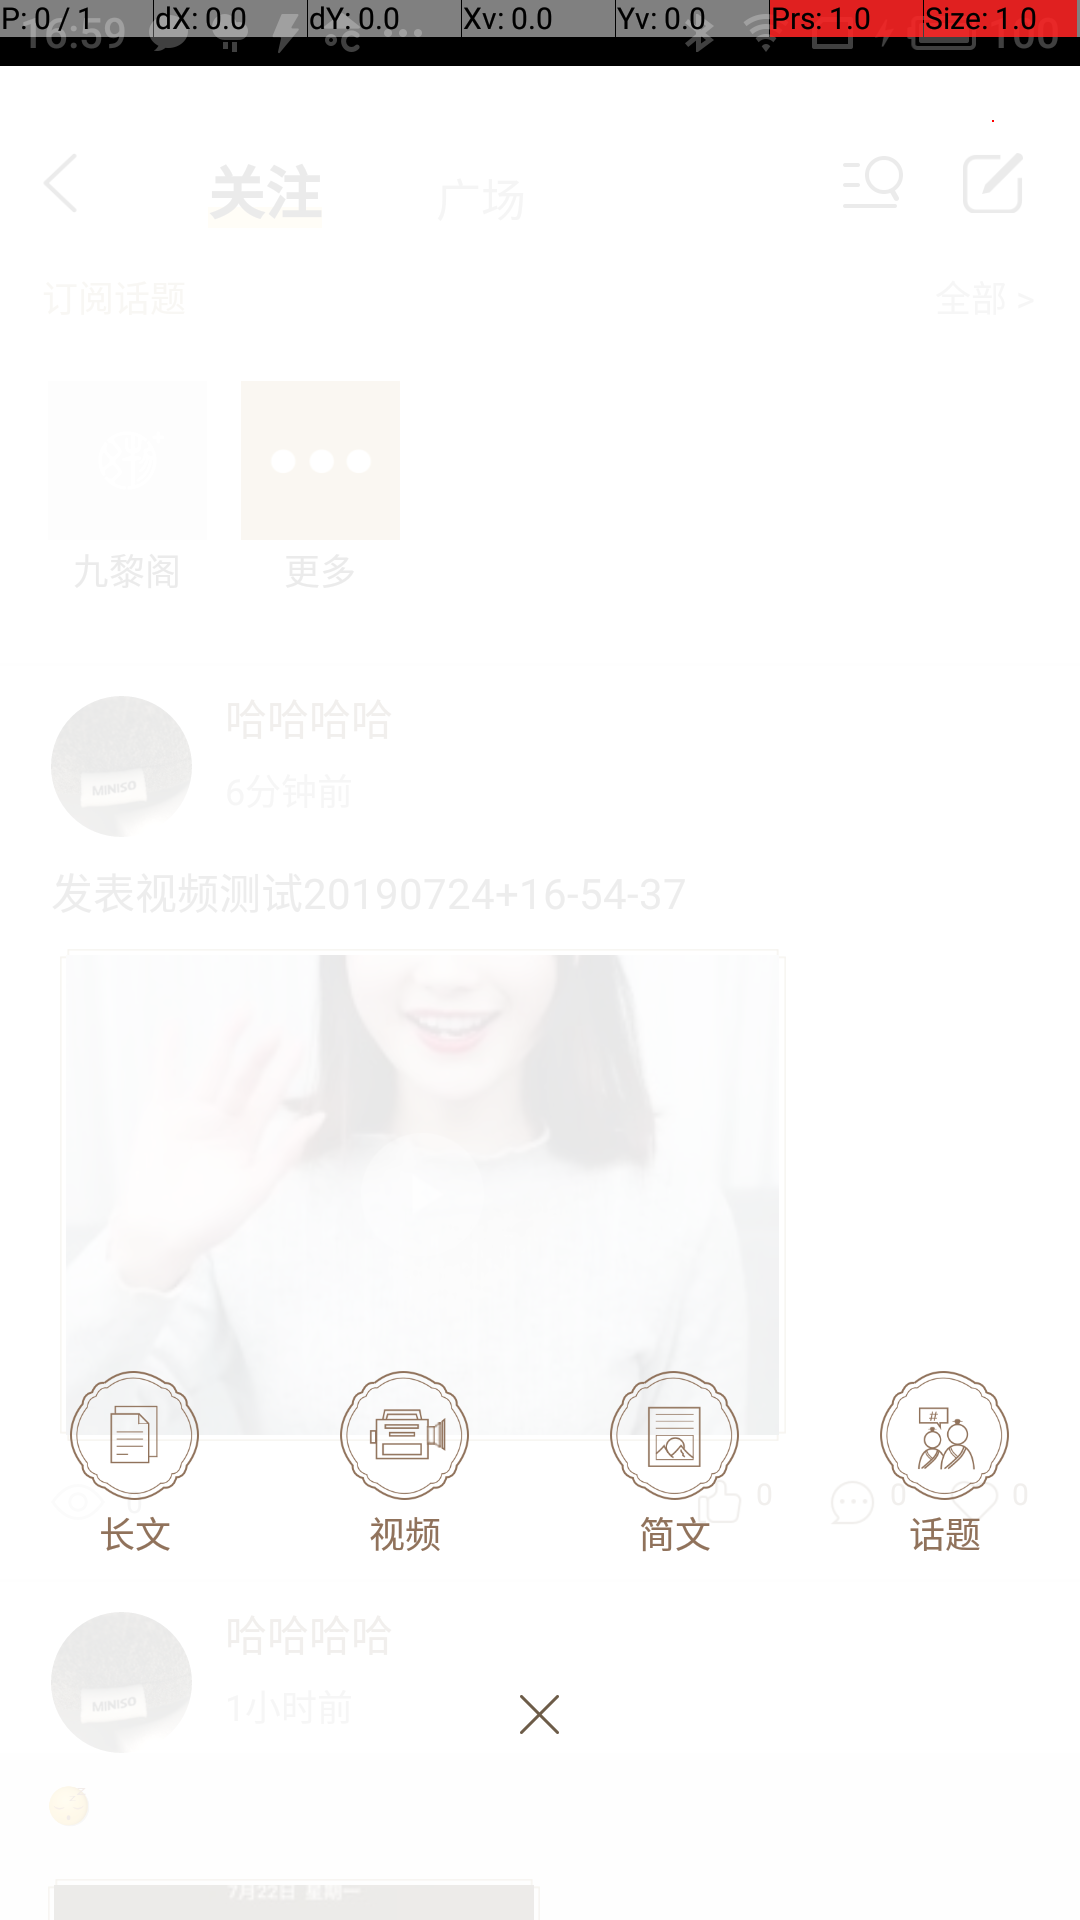 P: 0 / 1 dX: 0.0 dY: 0.0 Xv: 0.0 Yv: 0.0 Prs: 1.0 Size: 1.0
16:59 °C ... 100
关注 广场
订阅话题 全部 >
九黎阁 更多
哈哈哈哈
6分钟前
MINISO
发表视频测试20190724+16-54-37
0 0 0 0
#
长文 视频 简文 话题
哈哈哈哈
1小时前
MINISO
7月22日 星期一